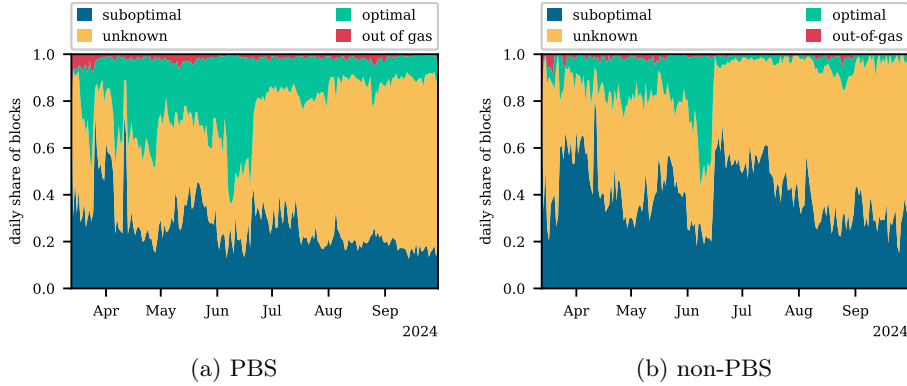 suboptimal optimal
unknown out of gas
1.0
0.8
0.6
0.4
0.2
0.0
daily share of blocks
Apr May Jun Jul Aug Sep
2024
(a) PBS
suboptimal optimal
unknown out-of-gas
1.0
0.8
0.6
0.4
0.2
0.0
daily share of blocks
Apr May Jun Jul Aug Sep
2024
(b) non-PBS